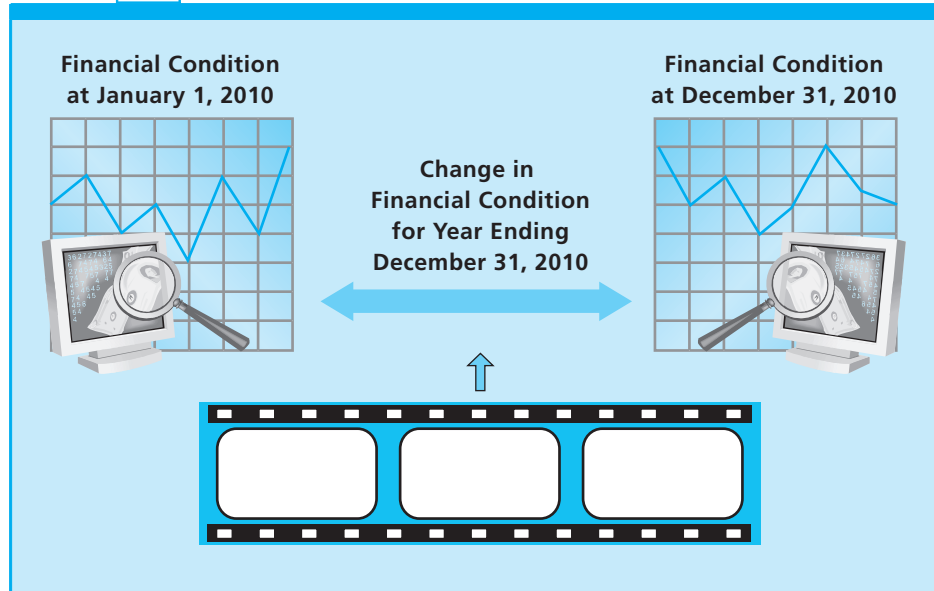 Financial Condition
at January 1, 2010
Financial Condition
at December 31, 2010
Change in
Financial Condition
for Year Ending
December 31, 2010